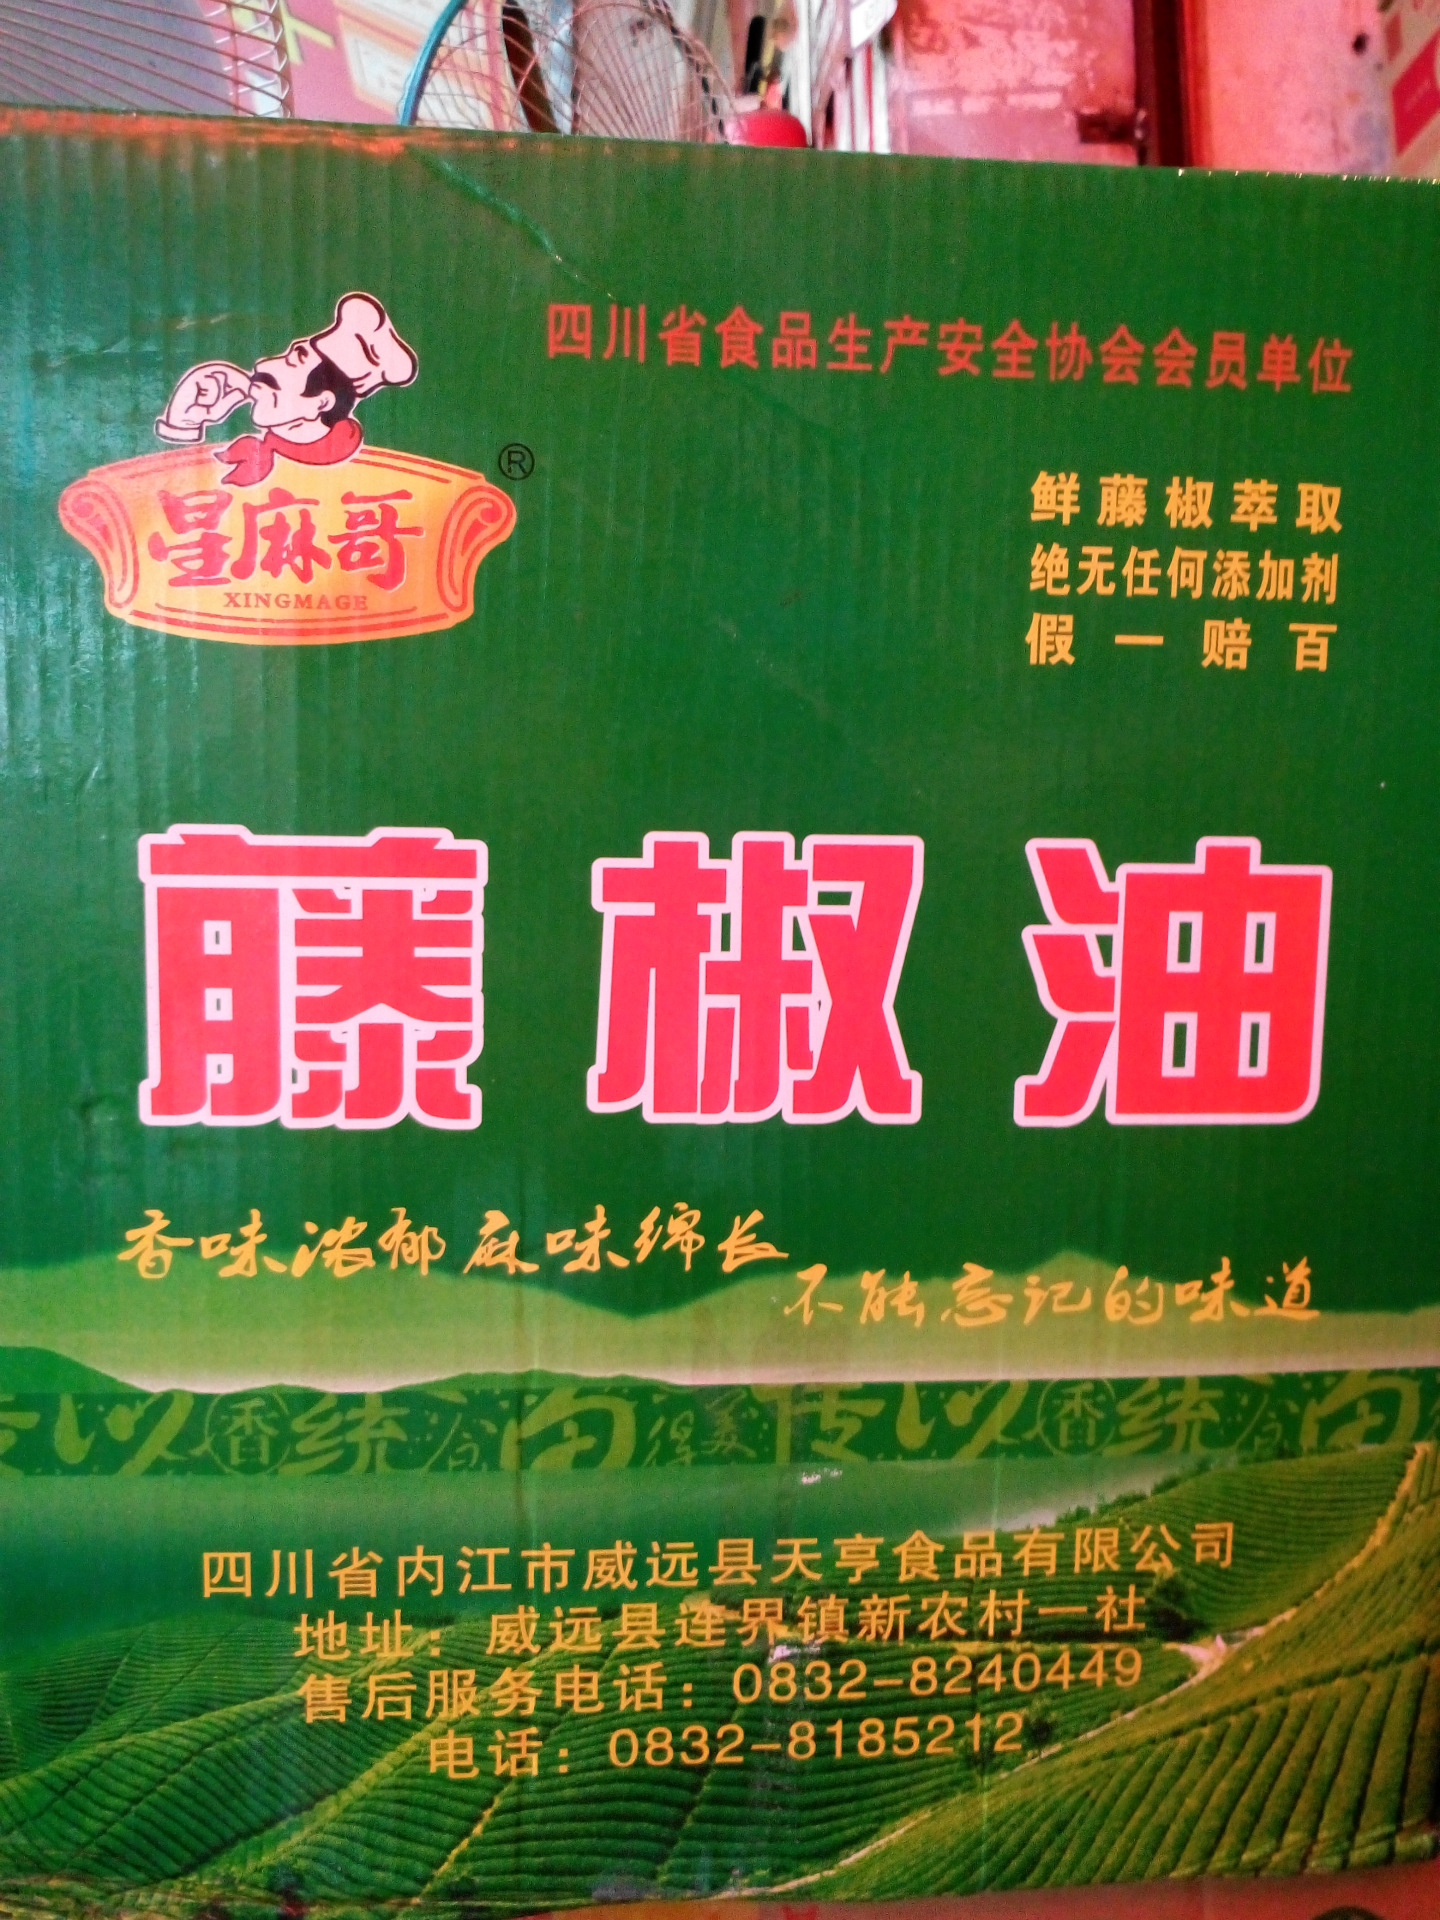 四川省食品生产安全协会会员单位
星麻哥
®
XINGMAGE
鲜藤椒萃取
绝无任何添加剂
假一赔百
藤椒油
香味浓郁麻味绵长
不能忘记的味道
四川省内江市威远县天亨食品有限公司
地址：威远县连界镇新农村一社
售后服务电话：0832-8240449
电话：0832-8185212